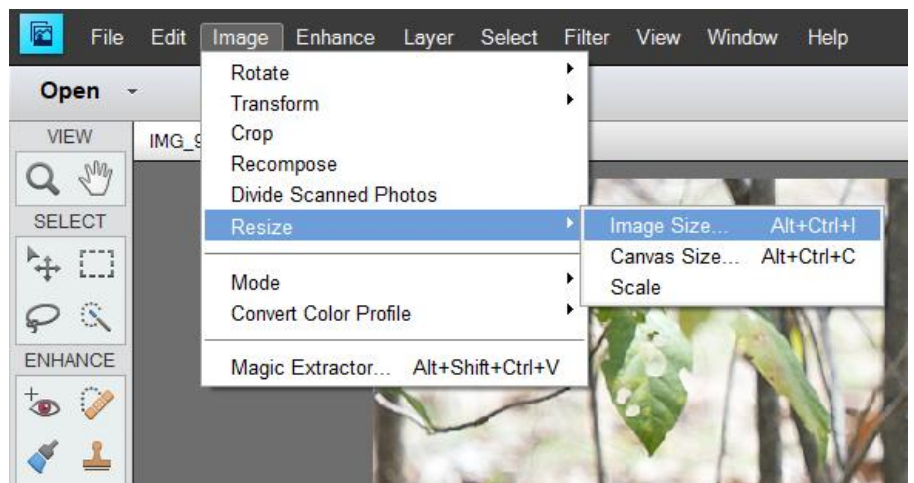 File Edit Image Enhance Layer Select Filter View Window Help
Open
VIEW
IMG_9
SELECT
ENHANCE
Rotate
Transform
Crop
Recompose
Divide Scanned Photos
Resize
Mode
Convert Color Profile
Magic Extractor... Alt+Shift+Ctrl+V
Image Size... Alt+Ctrl+I
Canvas Size... Alt+Ctrl+C
Scale